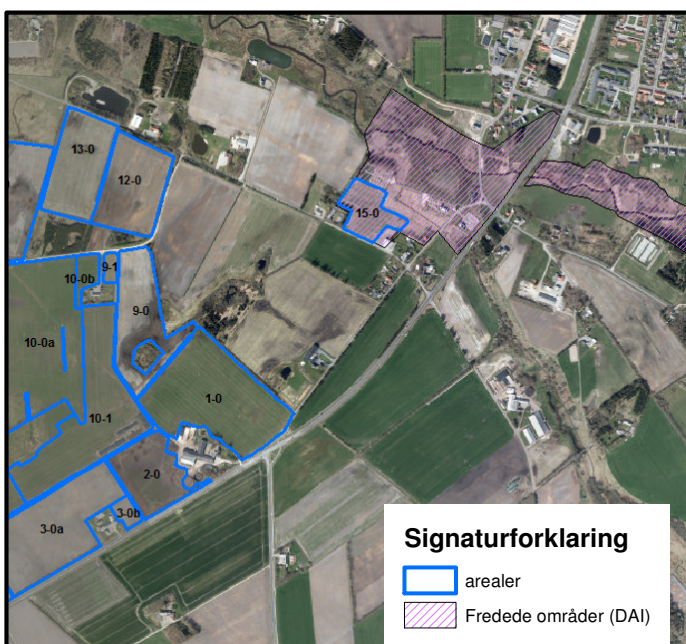 13-0
12-0
15-0
9-1
10-0b
9-0
10-0a
1-0
10-1
2-0
3-0b
3-0a
Signaturforklaring
arealer
Fredede områder (DAI)